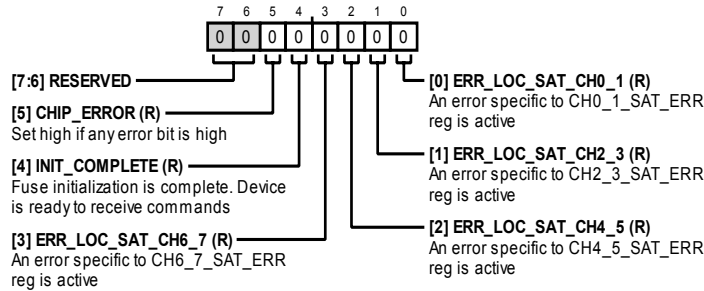 7 6 5 4 3 2 1 0
0 0 0 0 0 0 0 0
[7:6] RESERVED
[5] CHIP_ERROR (R)
Set high if any error bit is high
[4] INIT_COMPLETE (R)
Fuse initialization is complete. Device
is ready to receive commands
[3] ERR_LOC_SAT_CH6_7 (R)
An error specific to CH6_7_SAT_ERR
reg is active
[0] ERR_LOC_SAT_CH0_1 (R)
An error specific to CH0_1_SAT_ERR
reg is active
[1] ERR_LOC_SAT_CH2_3 (R)
An error specific to CH2_3_SAT_ERR
reg is active
[2] ERR_LOC_SAT_CH4_5 (R)
An error specific to CH4_5_SAT_ERR
reg is active